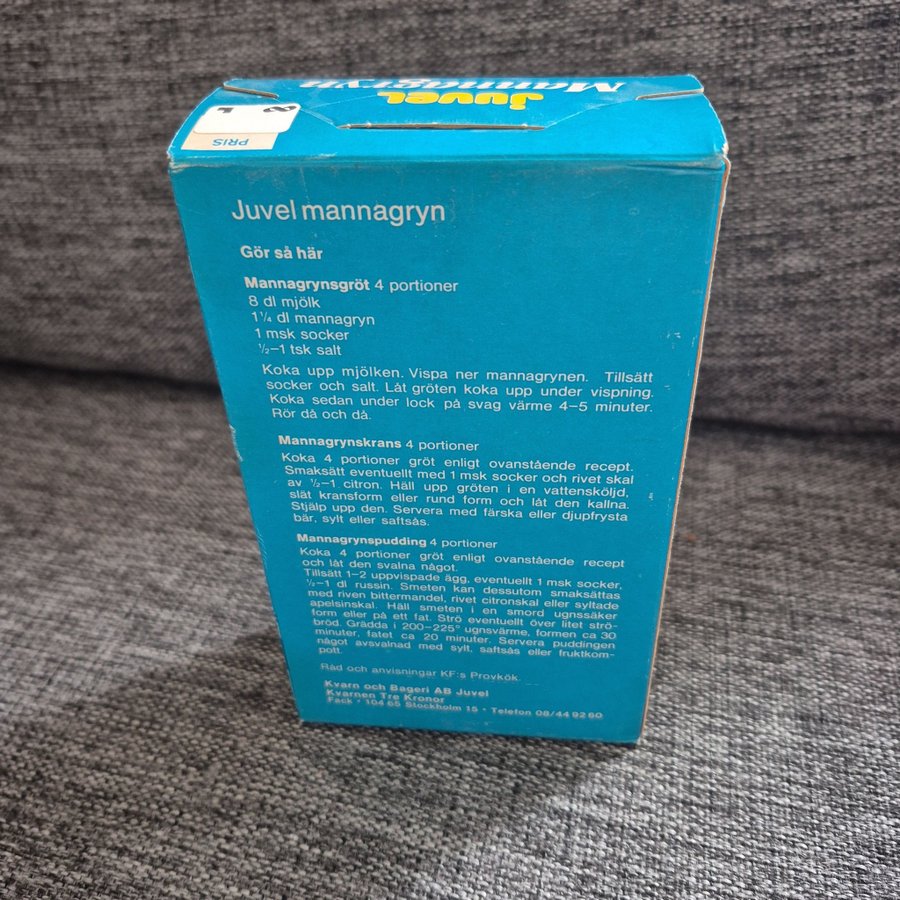 Mannagryn
Juvel
PRIS
Juvel mannagryn
Gör så här
Mannagrynsgröt 4 portioner
8 dl mjölk
1¼ dl mannagryn
1 msk socker
½–1 tsk salt
Koka upp mjölken. Vispa ner mannagrynen. Tillsätt
socker och salt. Låt gröten koka upp under vispning.
Koka sedan under lock på svag värme 4–5 minuter.
Rör då och då.
Mannagrynskrans 4 portioner
Koka 4 portioner gröt enligt ovanstående recept.
Smaksätt eventuellt med 1 msk socker och rivet skal
av ½–1 citron. Häll upp gröten i en vattensköljd,
slät kransform eller rund form och låt den kallna.
Stjälp upp den. Servera med färska eller djupfrysta
bär, sylt eller saftsås.
Mannagrynspudding 4 portioner
Koka 4 portioner gröt enligt ovanstående recept
och låt den svalna något.
Tillsätt 1–2 uppvispade ägg, eventuellt 1 msk socker,
½–1 dl russin. Smeten kan dessutom smaksättas
med riven bittermandel, rivet citronskal eller syltade
apelsinskal. Häll smeten i en smord ugnssäker
form eller på ett fat. Strö eventuellt över litet strö-
bröd. Grädda i 200–225° ugnsvärme, formen ca 30
minuter, fatet ca 20 minuter. Servera puddingen
något avsvalnad med sylt, saftsås eller fruktkom-
pott.
Råd och anvisningar KF:s Provkök.
Kvarn och Bageri AB Juvel
Kvarnen Tre Kronor
Fack · 104 65 Stockholm 15 · Telefon 08/44 92 60